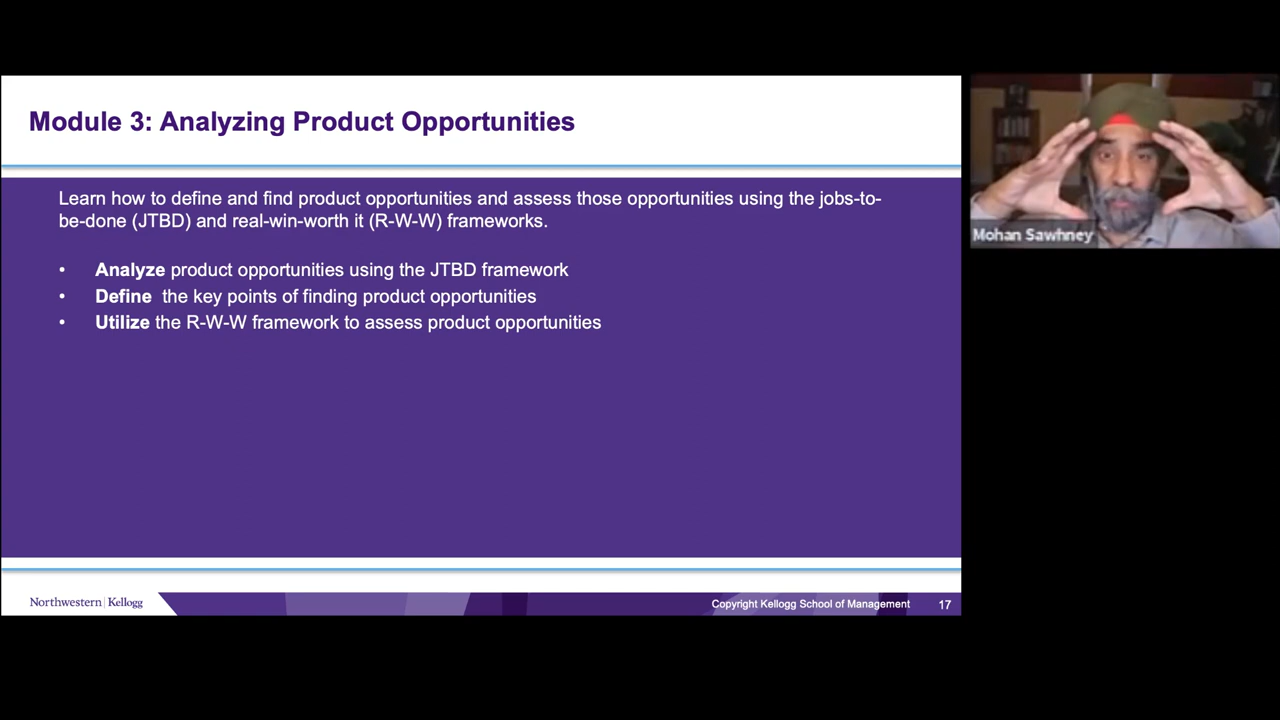 Module 3: Analyzing Product Opportunities
Learn how to define and find product opportunities and assess those opportunities using the jobs-to-
be-done (JTBD) and real-win-worth it (R-W-W) frameworks.
• Analyze product opportunities using the JTBD framework
• Define the key points of finding product opportunities
• Utilize the R-W-W framework to assess product opportunities
Northwestern | Kellogg
Copyright Kellogg School of Management 17
Mohan Sawhney